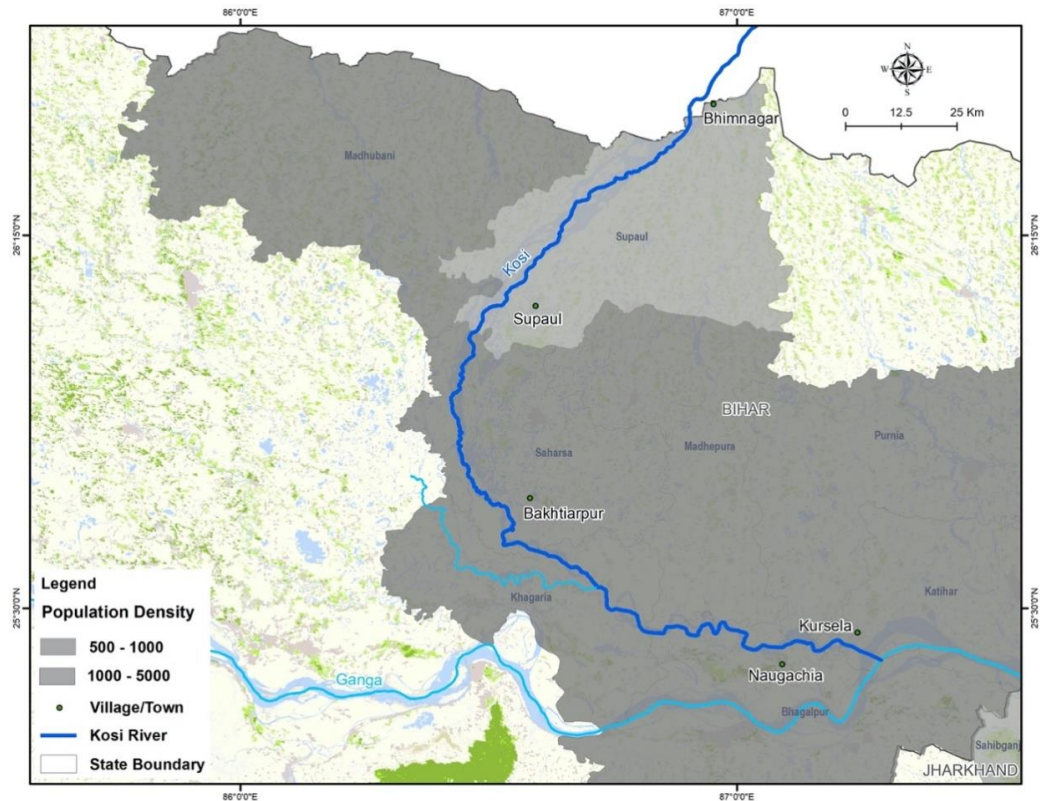 86°0'0"E
87°0'0"E
N
W E
S
0 12.5 25 Km
Bhimnagar
Madhubani
26°15'0"N
26°15'0"N
Supaul
Kosi
Supaul
BIHAR
Purnia
Madhepura
Saharsa
Bakhtiarpur
Legend
Population Density
500 - 1000
1000 - 5000
Village/Town
Kosi River
State Boundary
Khagaria
Katihar
25°30'0"N
25°30'0"N
Kursela
Naugachia
Ganga
Bhagalpur
Sahibganj
JHARKHAND
86°0'0"E
87°0'0"E